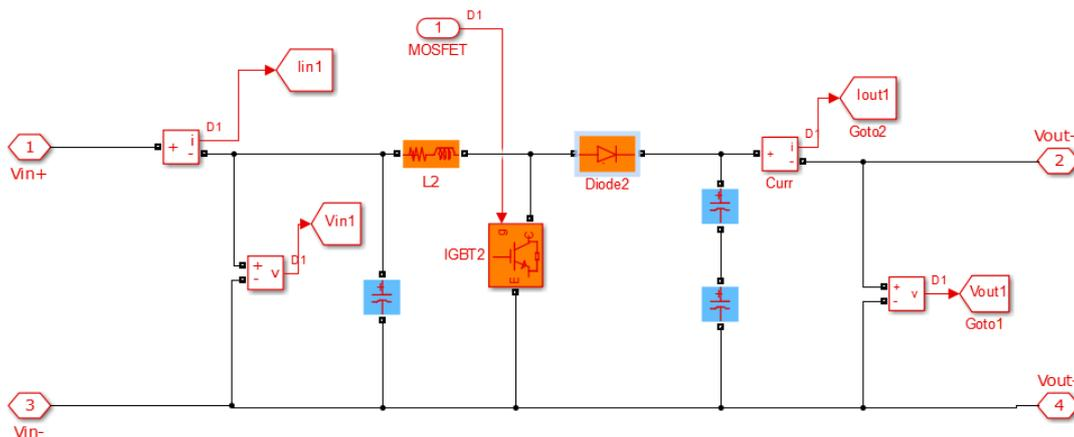 D1
1
MOSFET
Iin1
D1
i
+
-
1
Vin+
L2
Diode2
Iout1
D1
Goto2
+
i
-
Curr
Vout-
2
Vin1
D1
+
-
v
IGBT2
g
C
E
+
+
+
D1
+
-
v
Vout1
Goto1
3
Vin-
Vout-
4